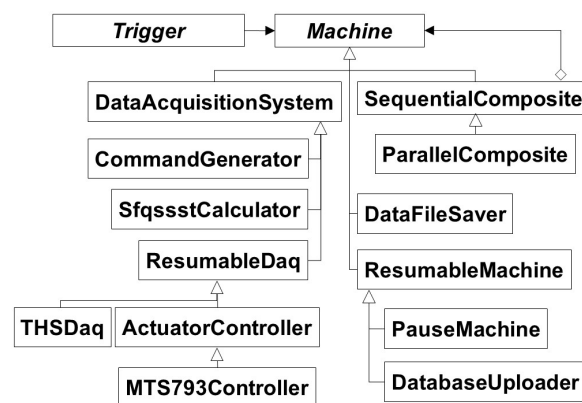 Trigger
Machine
DataAcquisitionSystem
SequentialComposite
CommandGenerator
ParallelComposite
SfqssstCalculator
DataFileSaver
ResumableDaq
ResumableMachine
THSDaq
ActuatorController
PauseMachine
MTS793Controller
DatabaseUploader